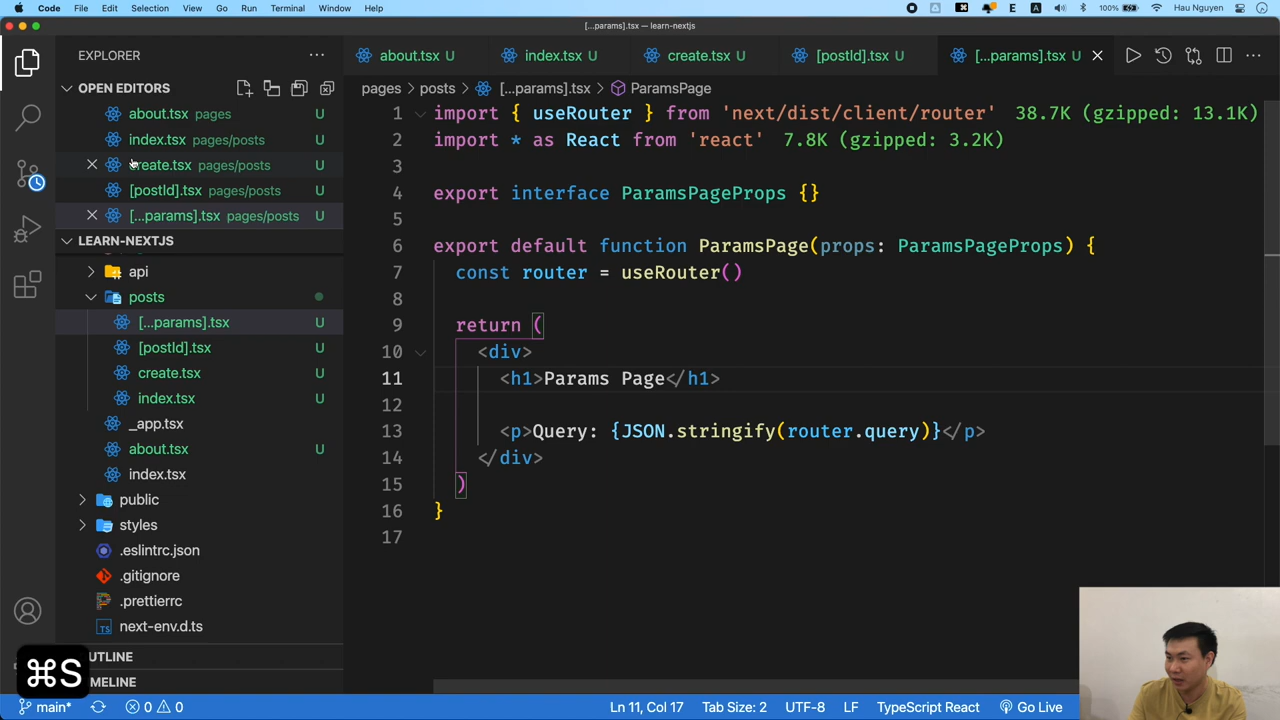 Code File Edit Selection View Go Run Terminal Window Help 100% Hau Nguyen
[...params].tsx — learn-nextjs
EXPLORER
about.tsx U
index.tsx U
create.tsx U
[postId].tsx U
[...params].tsx U
OPEN EDITORS
about.tsx pages U
index.tsx pages/posts U
create.tsx pages/posts U
[postId].tsx pages/posts U
[...params].tsx pages/posts U
LEARN-NEXTJS
api
posts
[...params].tsx U
[postId].tsx U
create.tsx U
index.tsx U
_app.tsx
about.tsx U
index.tsx
public
styles
.eslintrc.json
.gitignore
.prettierrc
next-env.d.ts
UTLINE
MELINE
⌘S
pages > posts > [...params].tsx > ParamsPage
1 import { useRouter } from 'next/dist/client/router' 38.7K (gzipped: 13.1K)
2 import * as React from 'react' 7.8K (gzipped: 3.2K)
3
4 export interface ParamsPageProps {}
5
6 export default function ParamsPage(props: ParamsPageProps) {
7 const router = useRouter()
8
9 return (
10 <div>
11 <h1>Params Page</h1>
12
13 <p>Query: {JSON.stringify(router.query)}</p>
14 </div>
15 )
16 }
17
main* 0 0 Ln 11, Col 17 Tab Size: 2 UTF-8 LF TypeScript React Go Live